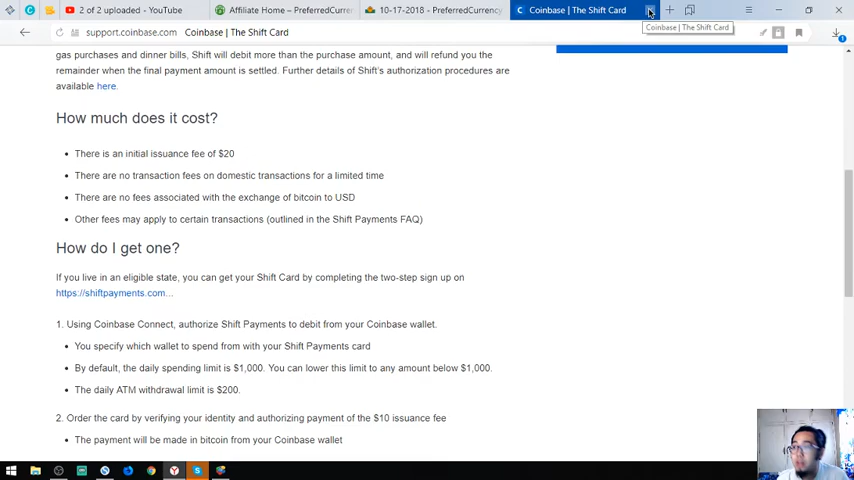 2 of 2 uploaded - YouTube
Affiliate Home – PreferredCurren
10-17-2018 - PreferredCurrency
Coinbase | The Shift Card
support.coinbase.com
Coinbase | The Shift Card
Coinbase | The Shift Card
gas purchases and dinner bills, Shift will debit more than the purchase amount, and will refund you the
remainder when the final payment amount is settled. Further details of Shift's authorization procedures are
available here.
How much does it cost?
• There is an initial issuance fee of $20
• There are no transaction fees on domestic transactions for a limited time
• There are no fees associated with the exchange of bitcoin to USD
• Other fees may apply to certain transactions (outlined in the Shift Payments FAQ)
How do I get one?
If you live in an eligible state, you can get your Shift Card by completing the two-step sign up on
https://shiftpayments.com...
1. Using Coinbase Connect, authorize Shift Payments to debit from your Coinbase wallet.
• You specify which wallet to spend from with your Shift Payments card
• By default, the daily spending limit is $1,000. You can lower this limit to any amount below $1,000.
• The daily ATM withdrawal limit is $200.
2. Order the card by verifying your identity and authorizing payment of the $10 issuance fee
• The payment will be made in bitcoin from your Coinbase wallet